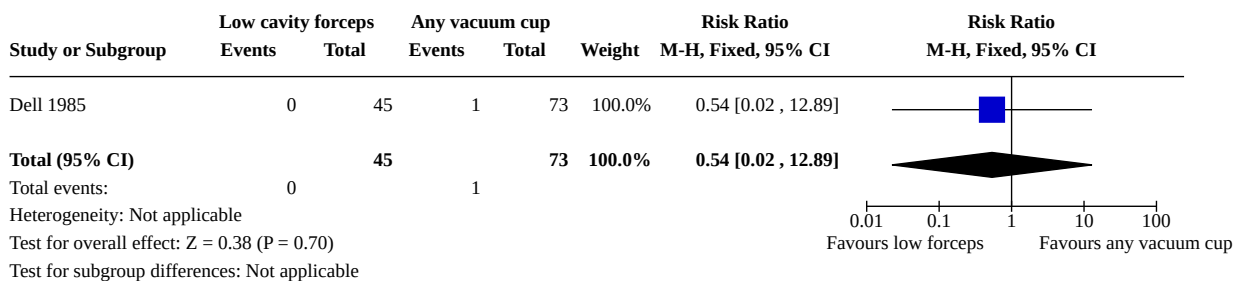 Low cavity forceps Any vacuum cup Risk Ratio Risk Ratio
Study or Subgroup Events Total Events Total Weight M-H, Fixed, 95% CI M-H, Fixed, 95% CI
Dell 1985 0 45 1 73 100.0% 0.54 [0.02 , 12.89]
Total (95% CI) 45 73 100.0% 0.54 [0.02 , 12.89]
Total events: 0 1
Heterogeneity: Not applicable
0.01 0.1 1 10 100
Test for overall effect: Z = 0.38 (P = 0.70) Favours low forceps Favours any vacuum cup
Test for subgroup differences: Not applicable